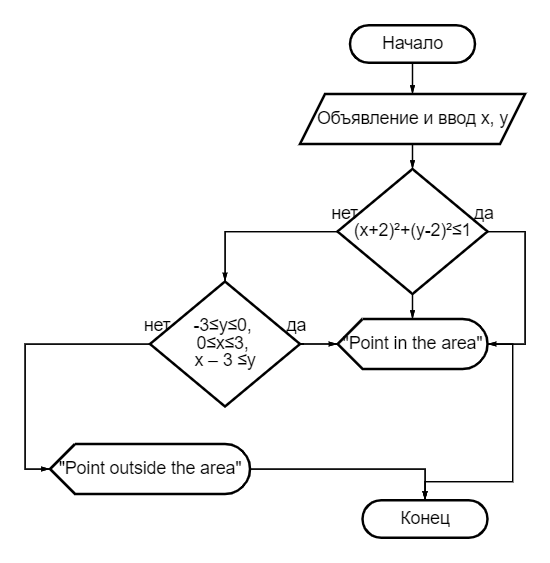 Начало
Объявление и ввод x, y
нет
да
(x+2)²+(y-2)²≤1
нет
да
-3≤y≤0,
0≤x≤3,
x – 3 ≤y
"Point in the area"
"Point outside the area"
Конец